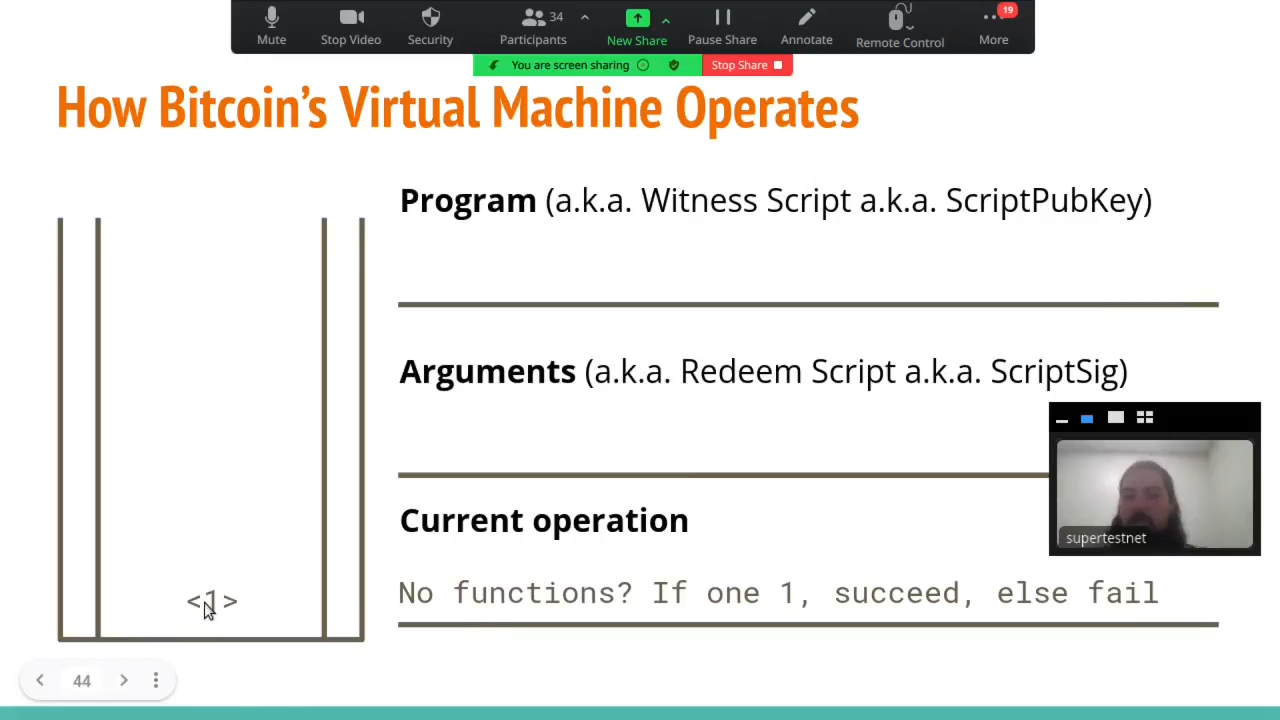 34
19
Mute
Stop Video
Security
Participants
New Share
Pause Share
Annotate
Remote Control
More
You are screen sharing
Stop Share
How Bitcoin’s Virtual Machine Operates
Program (a.k.a. Witness Script a.k.a. ScriptPubKey)
Arguments (a.k.a. Redeem Script a.k.a. ScriptSig)
supertestnet
Current operation
No functions? If one 1, succeed, else fail
<1>
44